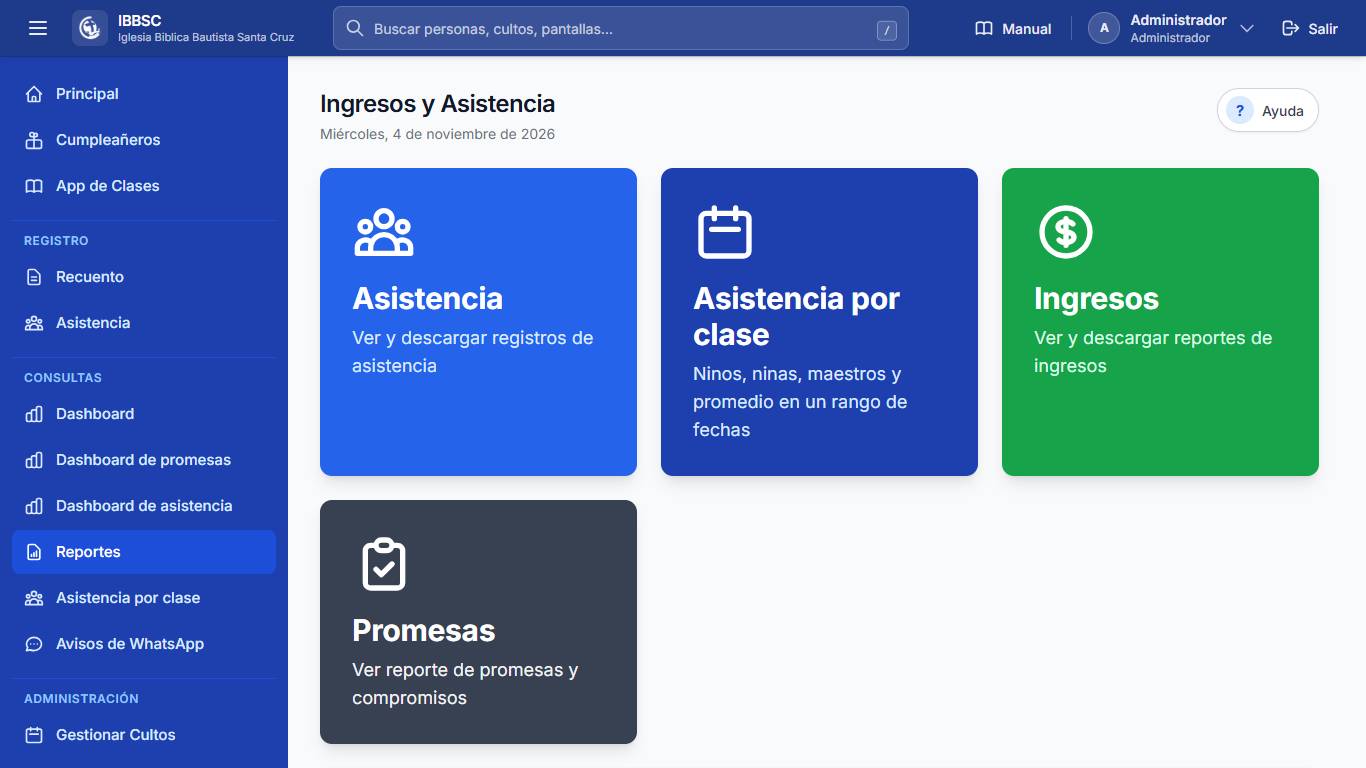 IBBSC
Iglesia Biblica Bautista Santa Cruz
Buscar personas, cultos, pantallas...
/
Manual
A
Administrador
Administrador
Salir
Principal
Cumpleañeros
App de Clases
REGISTRO
Recuento
Asistencia
CONSULTAS
Dashboard
Dashboard de promesas
Dashboard de asistencia
Reportes
Asistencia por clase
Avisos de WhatsApp
ADMINISTRACIÓN
Gestionar Cultos
Ingresos y Asistencia
Miércoles, 4 de noviembre de 2026
?
Ayuda
Asistencia
Ver y descargar registros de
asistencia
Asistencia por
clase
Ninos, ninas, maestros y
promedio en un rango de
fechas
Ingresos
Ver y descargar reportes de
ingresos
Promesas
Ver reporte de promesas y
compromisos